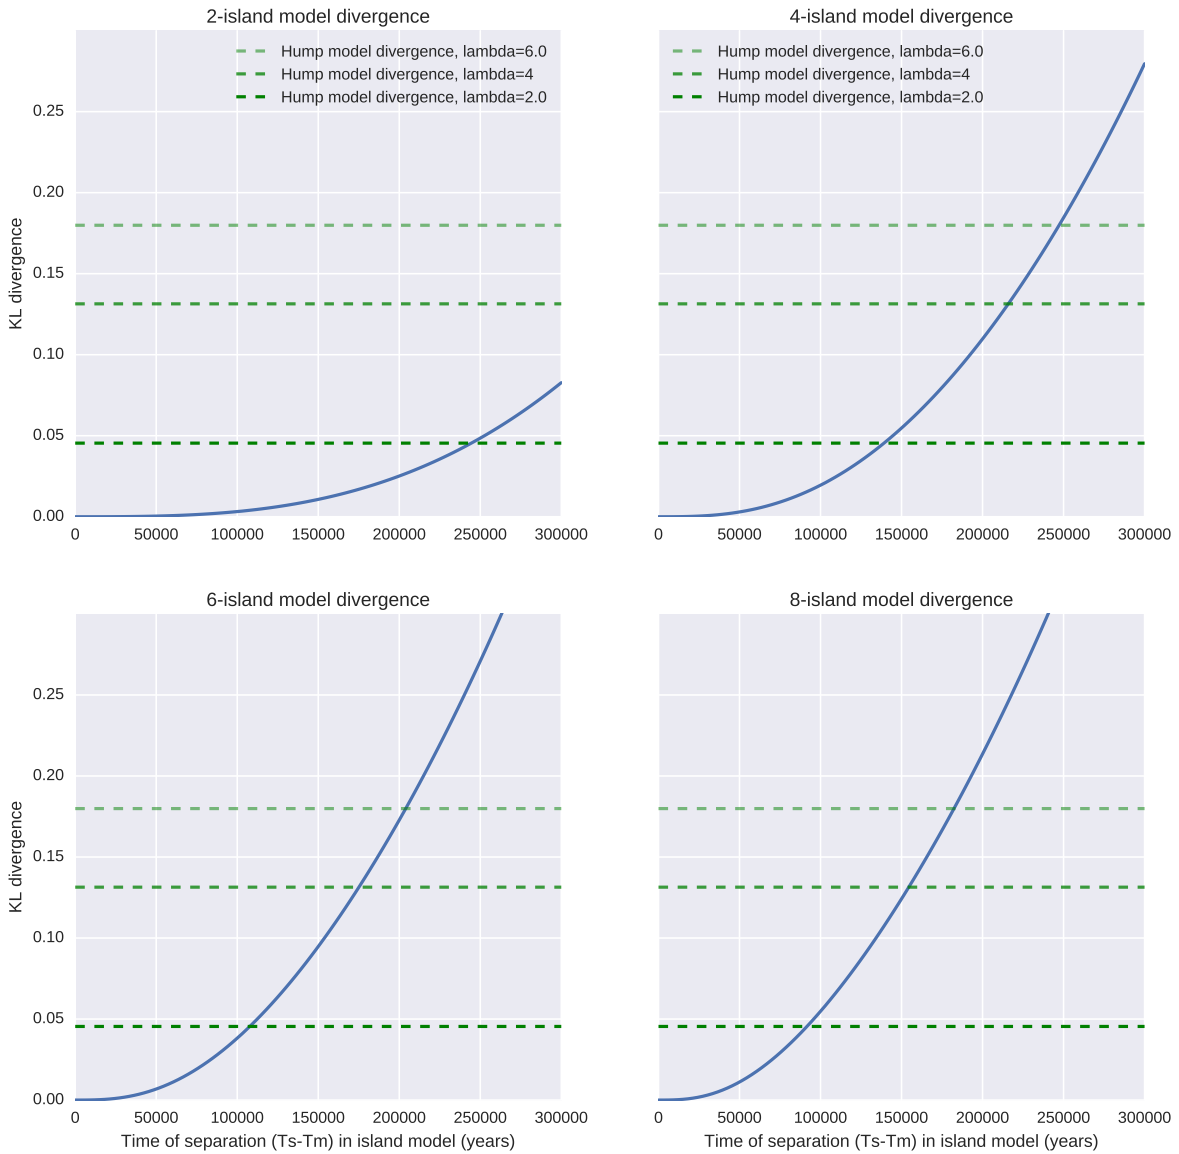 2-island model divergence
Hump model divergence, lambda=6.0
Hump model divergence, lambda=4
Hump model divergence, lambda=2.0
KL divergence
0.25
0.20
0.15
0.10
0.05
0.00
0 50000 100000 150000 200000 250000 300000
4-island model divergence
Hump model divergence, lambda=6.0
Hump model divergence, lambda=4
Hump model divergence, lambda=2.0
0 50000 100000 150000 200000 250000 300000
6-island model divergence
KL divergence
0.25
0.20
0.15
0.10
0.05
0.00
0 50000 100000 150000 200000 250000 300000
Time of separation (Ts-Tm) in island model (years)
8-island model divergence
0 50000 100000 150000 200000 250000 300000
Time of separation (Ts-Tm) in island model (years)